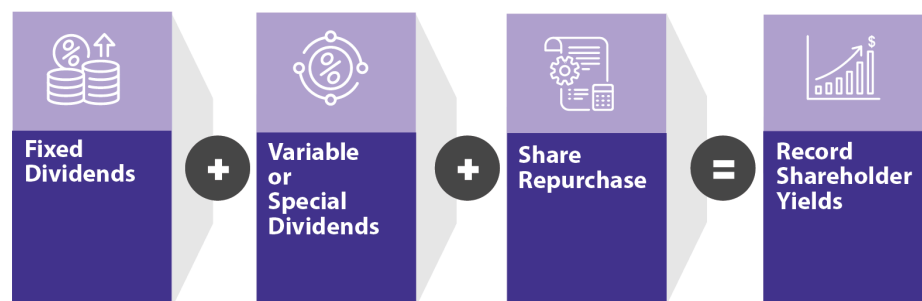 Fixed
Dividends
+
Variable
or
Special
Dividends
+
Share
Repurchase
=
$
Record
Shareholder
Yields
%
%